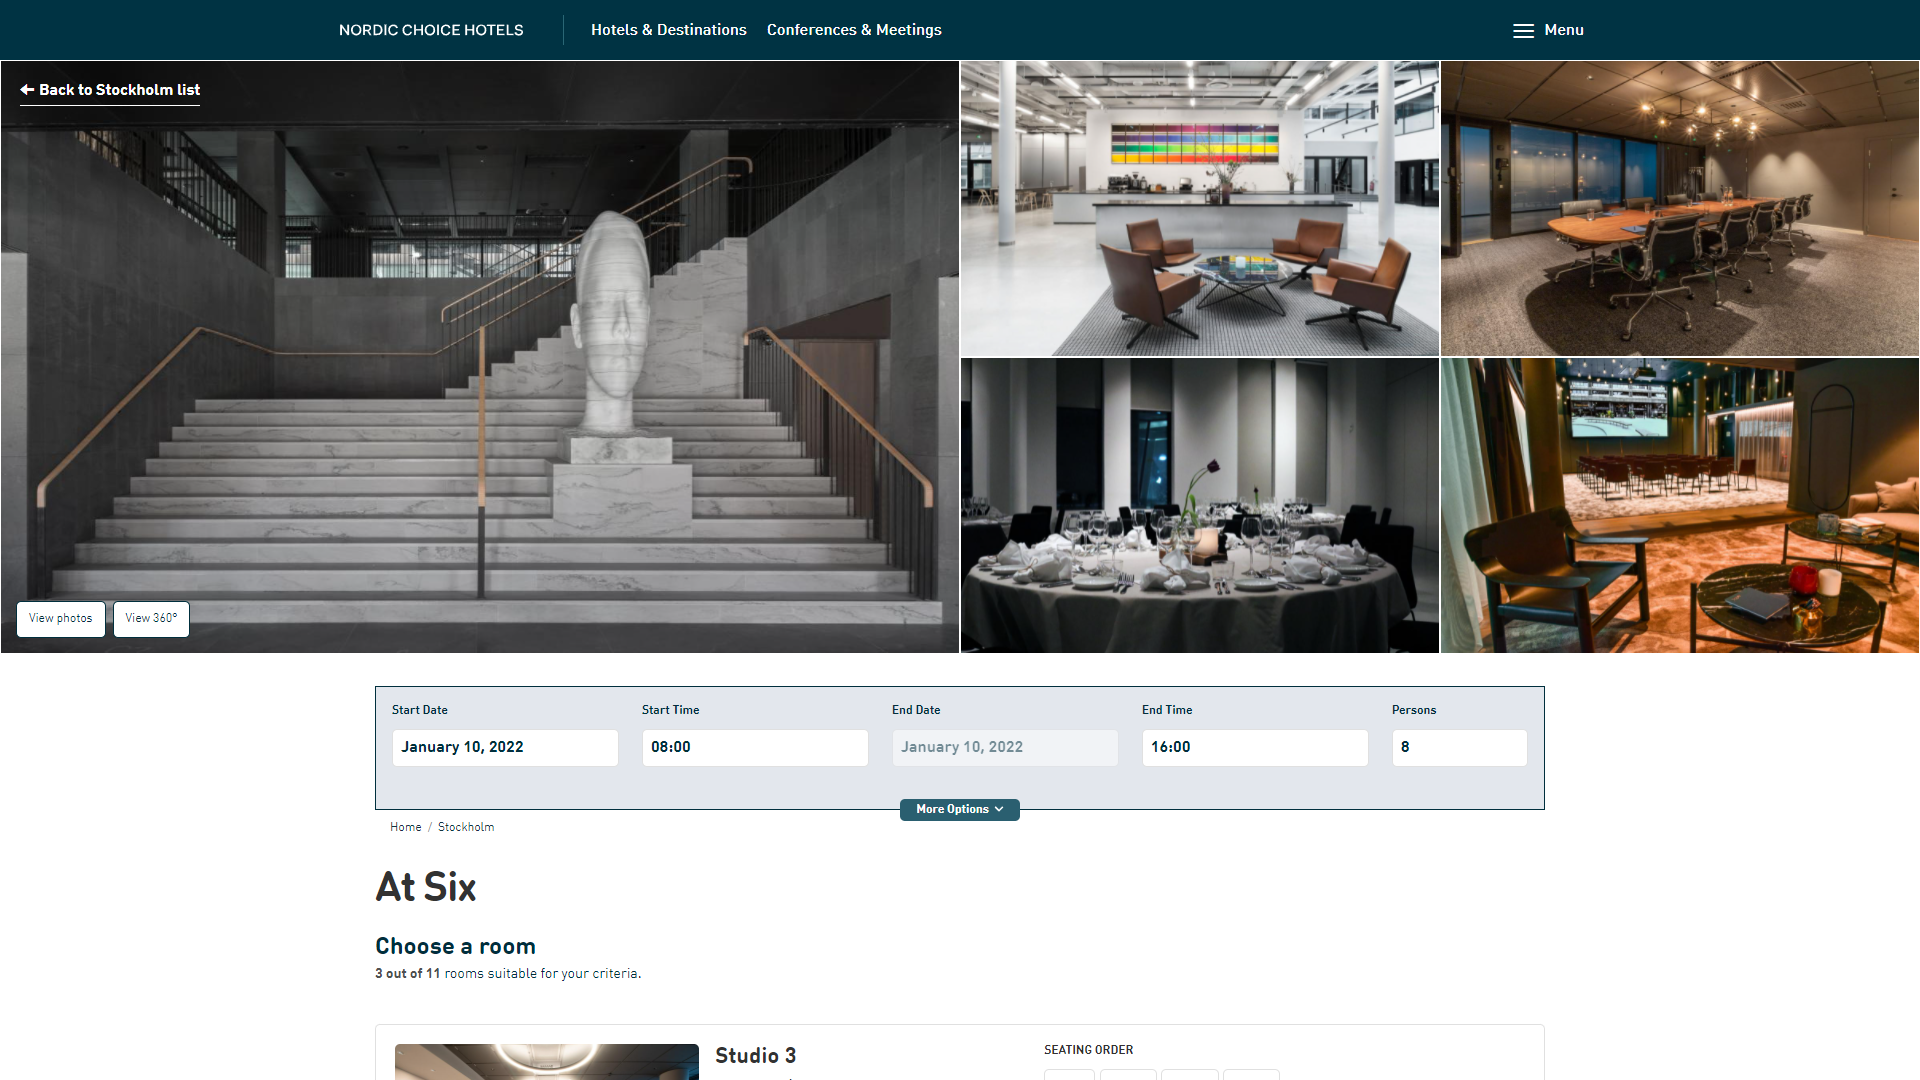 NORDIC CHOICE HOTELS
Hotels & Destinations
Conferences & Meetings
Menu
Back to Stockholm list
View photos
View 360°
Start Date
Start Time
End Date
End Time
Persons
January 10, 2022
08:00
January 10, 2022
16:00
8
More Options
Home / Stockholm
At Six
Choose a room
3 out of 11 rooms suitable for your criteria.
Studio 3
SEATING ORDER